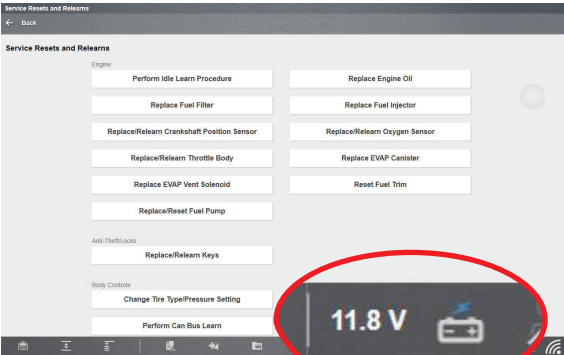 Service Resets and Relearns
← Back
Service Resets and Relearns
Engine
Perform Idle Learn Procedure
Replace Engine Oil
Replace Fuel Filter
Replace Fuel Injector
Replace/Relearn Crankshaft Position Sensor
Replace/Relearn Oxygen Sensor
Replace/Relearn Throttle Body
Replace EVAP Canister
Replace EVAP Vent Solenoid
Reset Fuel Trim
Replace/Reset Fuel Pump
Anti-Theft/Locks
Replace/Relearn Keys
Body Controls
Change Tire Type/Pressure Setting
Perform Can Bus Learn
11.8 V